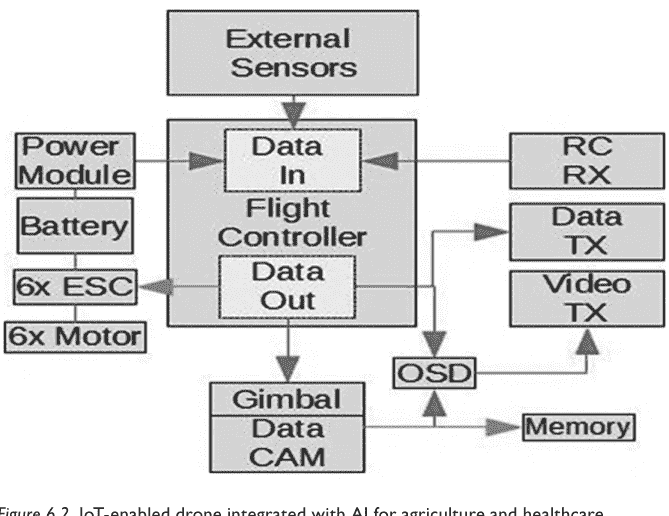 External
Sensors
Power
Module
Data
In
RC
RX
Battery
Flight
Controller
Data
TX
6x ESC
Data
Out
Video
TX
6x Motor
OSD
Gimbal
Data
CAM
Memory
Figure 6.2 IoT-enabled drone integrated with AI for agriculture and healthcare